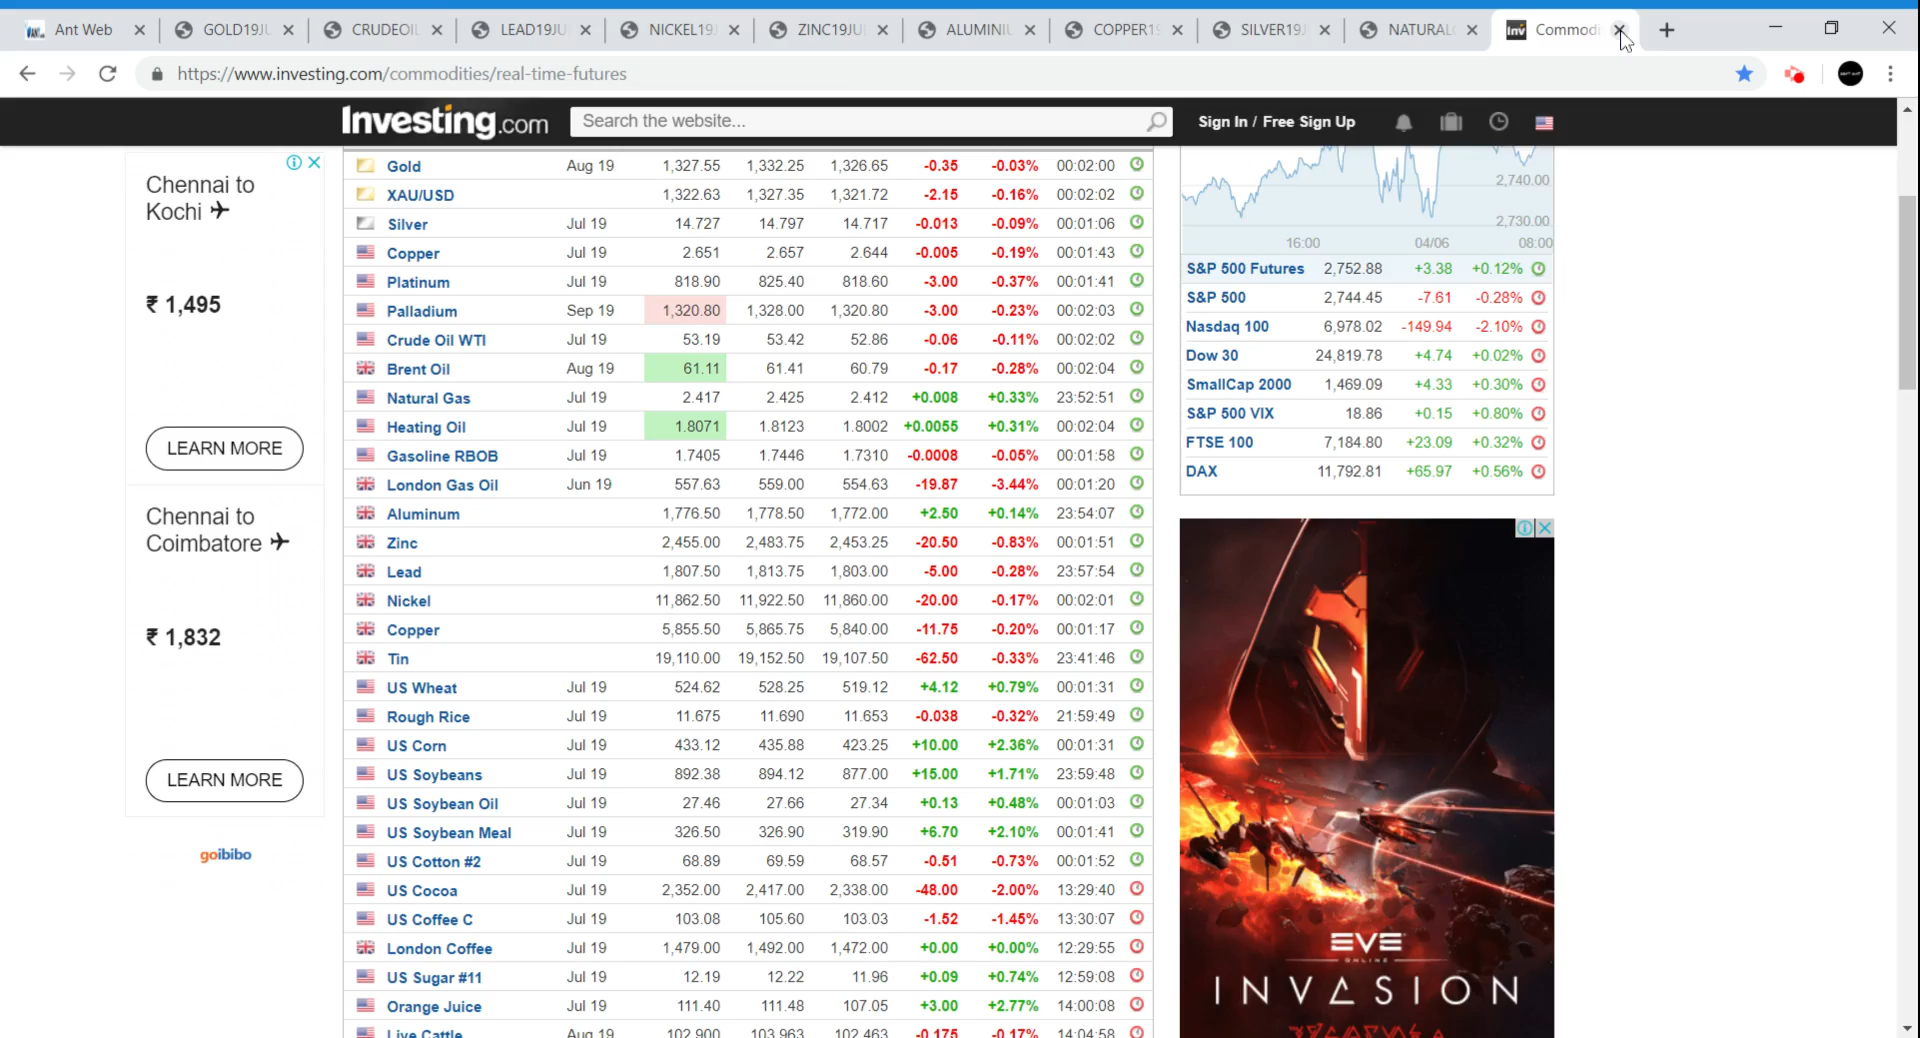 Ant Web GOLD19JU CRUDEOIL LEAD19JU NICKEL19J ZINC19JU ALUMINIU COPPER19 SILVER19J NATURALG Commodi
https://www.investing.com/commodities/real-time-futures
Investing.com Search the website... Sign In / Free Sign Up
Chennai to
Kochi
₹ 1,495
LEARN MORE
Chennai to
Coimbatore
₹ 1,832
LEARN MORE
goibibo
Gold Aug 19 1,327.55 1,332.25 1,326.65 -0.35 -0.03% 00:02:00
XAU/USD 1,322.63 1,327.35 1,321.72 -2.15 -0.16% 00:02:02
Silver Jul 19 14.727 14.797 14.717 -0.013 -0.09% 00:01:06
Copper Jul 19 2.651 2.657 2.644 -0.005 -0.19% 00:01:43
Platinum Jul 19 818.90 825.40 818.60 -3.00 -0.37% 00:01:41
Palladium Sep 19 1,320.80 1,328.00 1,320.80 -3.00 -0.23% 00:02:03
Crude Oil WTI Jul 19 53.19 53.42 52.86 -0.06 -0.11% 00:02:02
Brent Oil Aug 19 61.11 61.41 60.79 -0.17 -0.28% 00:02:04
Natural Gas Jul 19 2.417 2.425 2.412 +0.008 +0.33% 23:52:51
Heating Oil Jul 19 1.8071 1.8123 1.8002 +0.0055 +0.31% 00:02:04
Gasoline RBOB Jul 19 1.7405 1.7446 1.7310 -0.0008 -0.05% 00:01:58
London Gas Oil Jun 19 557.63 559.00 554.63 -19.87 -3.44% 00:01:20
Aluminum 1,776.50 1,778.50 1,772.00 +2.50 +0.14% 23:54:07
Zinc 2,455.00 2,483.75 2,453.25 -20.50 -0.83% 00:01:51
Lead 1,807.50 1,813.75 1,803.00 -5.00 -0.28% 23:57:54
Nickel 11,862.50 11,922.50 11,860.00 -20.00 -0.17% 00:02:01
Copper 5,855.50 5,865.75 5,840.00 -11.75 -0.20% 00:01:17
Tin 19,110.00 19,152.50 19,107.50 -62.50 -0.33% 23:41:46
US Wheat Jul 19 524.62 528.25 519.12 +4.12 +0.79% 00:01:31
Rough Rice Jul 19 11.675 11.690 11.653 -0.038 -0.32% 21:59:49
US Corn Jul 19 433.12 435.88 423.25 +10.00 +2.36% 00:01:31
US Soybeans Jul 19 892.38 894.12 877.00 +15.00 +1.71% 23:59:48
US Soybean Oil Jul 19 27.46 27.66 27.34 +0.13 +0.48% 00:01:03
US Soybean Meal Jul 19 326.50 326.90 319.90 +6.70 +2.10% 00:01:41
US Cotton #2 Jul 19 68.89 69.59 68.57 -0.51 -0.73% 00:01:52
US Cocoa Jul 19 2,352.00 2,417.00 2,338.00 -48.00 -2.00% 13:29:40
US Coffee C Jul 19 103.08 105.60 103.03 -1.52 -1.45% 13:30:07
London Coffee Jul 19 1,479.00 1,492.00 1,472.00 +0.00 +0.00% 12:29:55
US Sugar #11 Jul 19 12.19 12.22 11.96 +0.09 +0.74% 12:59:08
Orange Juice Jul 19 111.40 111.48 107.05 +3.00 +2.77% 14:00:08
Live Cattle Aug 19 102.900 103.963 102.463 -0.175 -0.17% 14:04:58
2,740.00
2,730.00
16:00 04/06 08:00
S&P 500 Futures 2,752.88 +3.38 +0.12%
S&P 500 2,744.45 -7.61 -0.28%
Nasdaq 100 6,978.02 -149.94 -2.10%
Dow 30 24,819.78 +4.74 +0.02%
SmallCap 2000 1,469.09 +4.33 +0.30%
S&P 500 VIX 18.86 +0.15 +0.80%
FTSE 100 7,184.80 +23.09 +0.32%
DAX 11,792.81 +65.97 +0.56%
EVE
ONLINE
INVASION